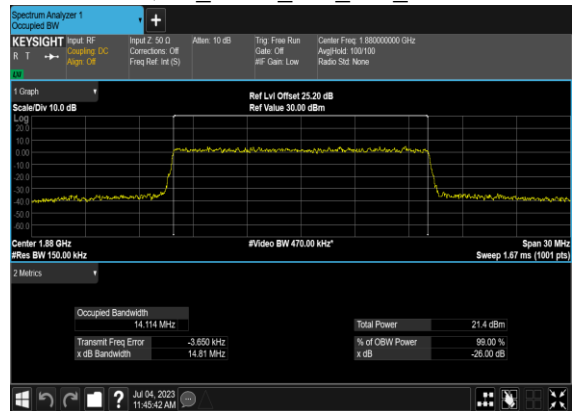 Spectrum Analyzer 1
Occupied BW
+
KEYSIGHT Input: RF Input Z: 50 Ω Atten: 10 dB Trig: Free Run Center Freq: 1.880000000 GHz
R T Coupling: DC Corrections: Off Gate: Off Avg|Hold: 100/100
Align: Off Freq Ref: Int (S) #IF Gain: Low Radio Std: None
LW
1 Graph
Ref Lvl Offset 25.20 dB
Scale/Div 10.0 dB Ref Value 30.00 dBm
Log
20.0
10.0
0.00
-10.0
-20.0
-30.0
-40.0
-50.0
-60.0
Center 1.88 GHz #Video BW 470.00 kHz* Span 30 MHz
#Res BW 150.00 kHz Sweep 1.67 ms (1001 pts)
2 Metrics
Occupied Bandwidth
14.114 MHz Total Power 21.4 dBm
Transmit Freq Error -3.650 kHz % of OBW Power 99.00 %
x dB Bandwidth 14.81 MHz x dB -26.00 dB
? Jul 04, 2023
11:45:42 AM